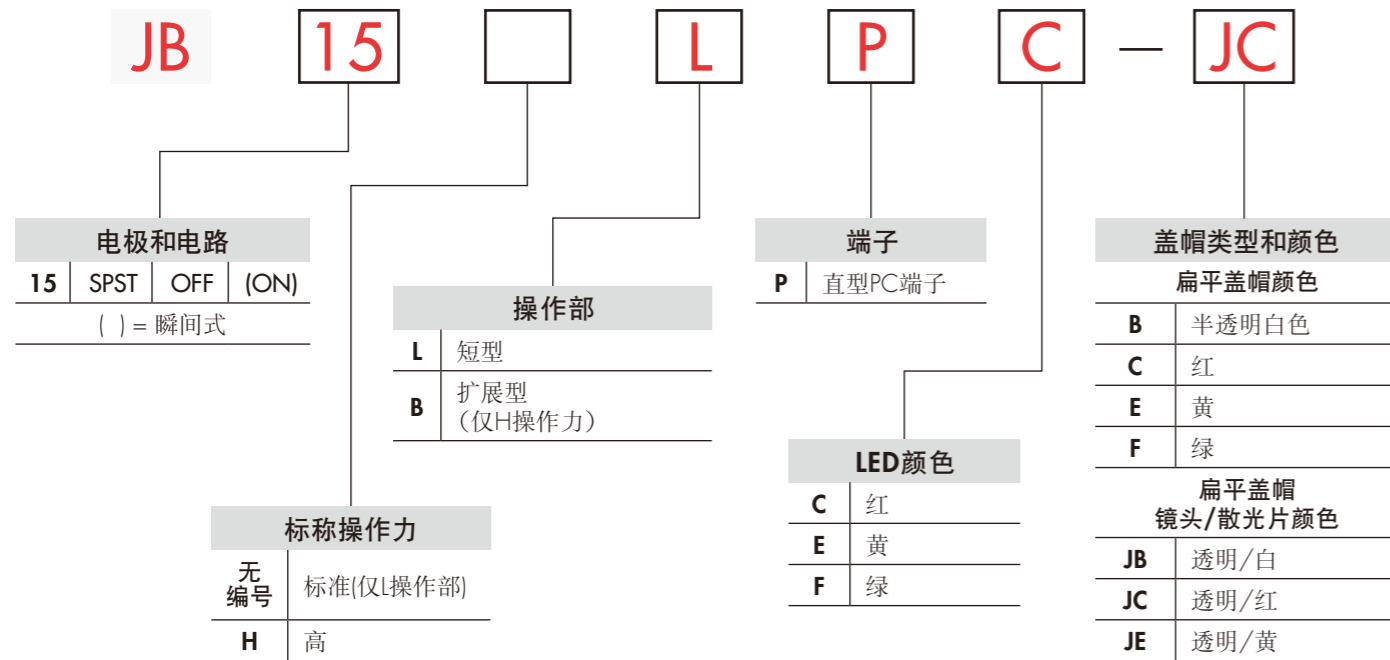 JB 15 L P C — JC
电极和电路
15 SPST OFF (ON)
( ) = 瞬间式
标称操作力
无
编号
标准(仅L操作部)
H 高
操作部
L 短型
B 扩展型
(仅H操作力)
端子
P 直型PC端子
LED颜色
C 红
E 黄
F 绿
盖帽类型和颜色
扁平盖帽颜色
B 半透明白色
C 红
E 黄
F 绿
扁平盖帽
镜头/散光片颜色
JB 透明/白
JC 透明/红
JE 透明/黄